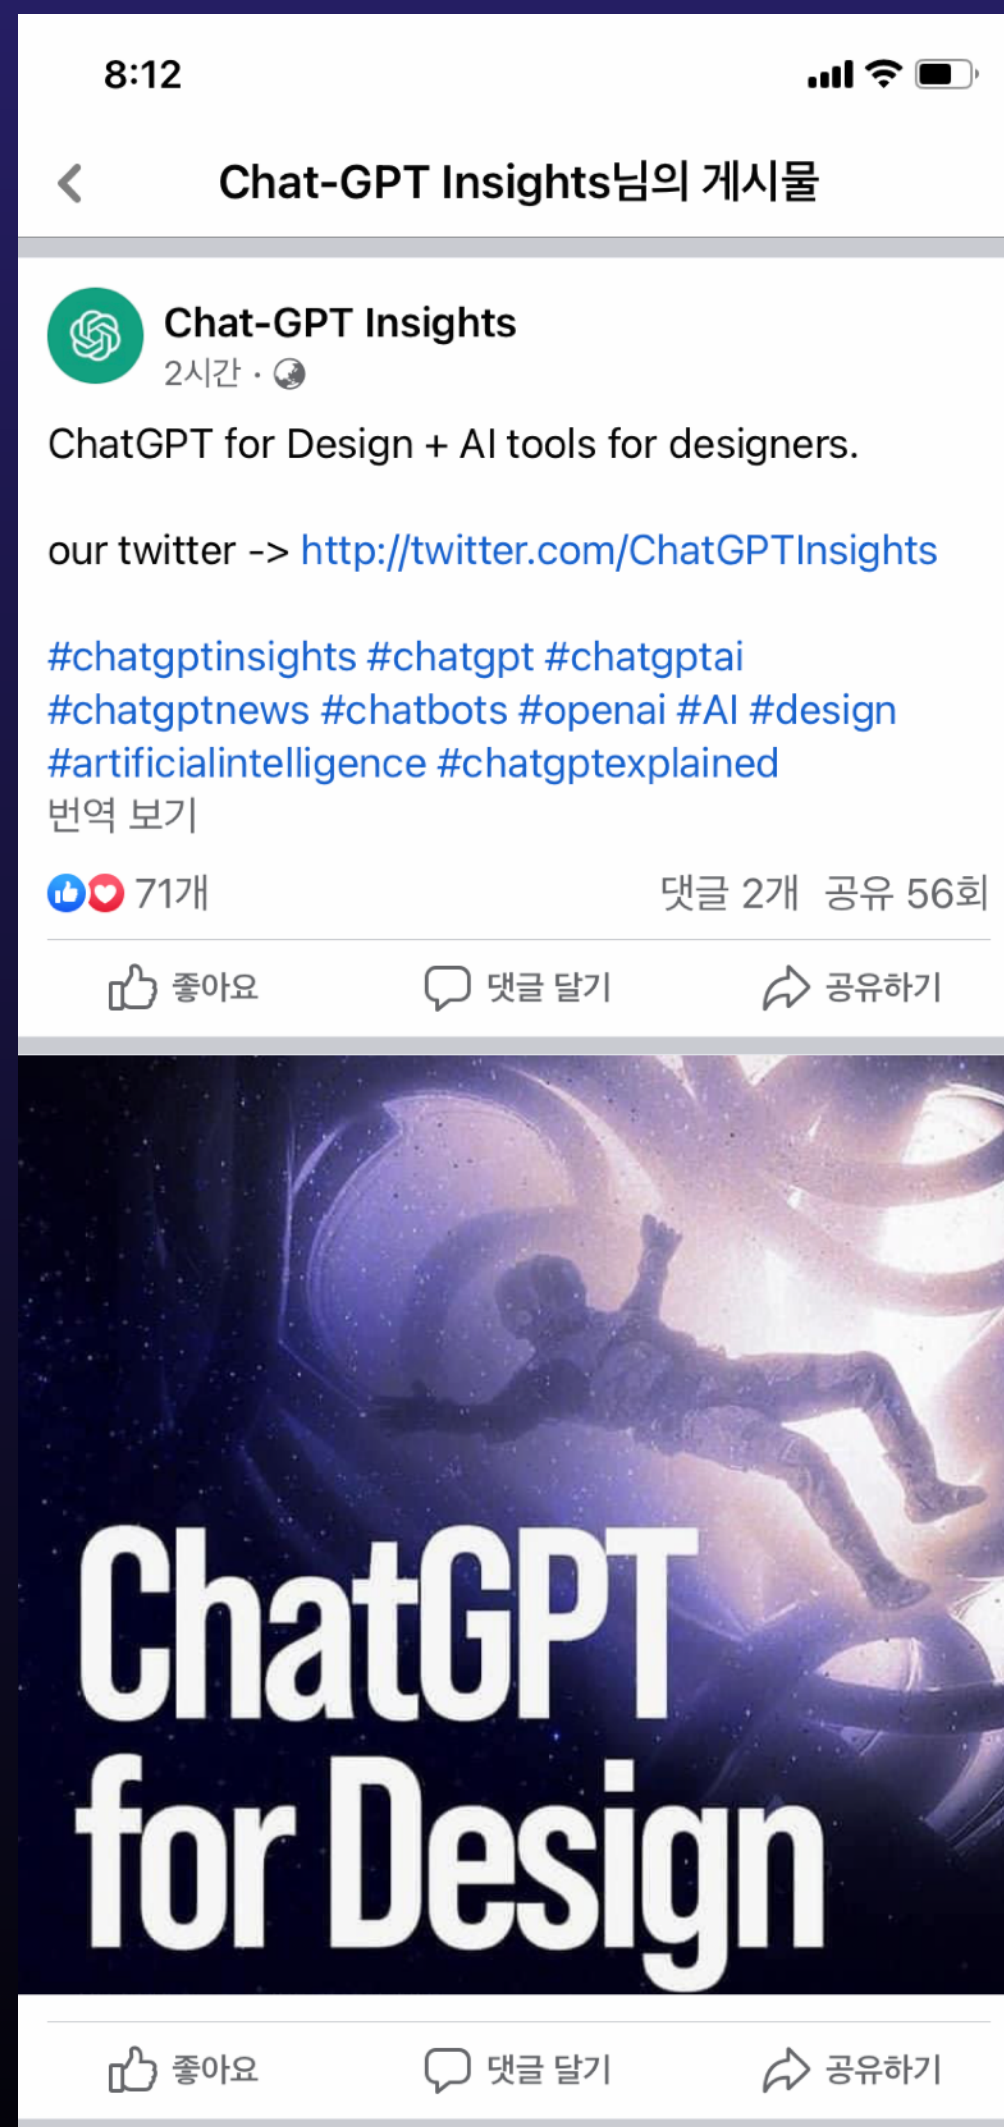 8:12
Chat-GPT Insights님의 게시물
Chat-GPT Insights
2시간 ·
ChatGPT for Design + AI tools for designers.
our twitter -> http://twitter.com/ChatGPTInsights
#chatgptinsights #chatgpt #chatgptai
#chatgptnews #chatbots #openai #AI #design
#artificialintelligence #chatgptexplained
번역 보기
71개 댓글 2개 공유 56회
좋아요 댓글 달기 공유하기
ChatGPT
for Design
좋아요 댓글 달기 공유하기